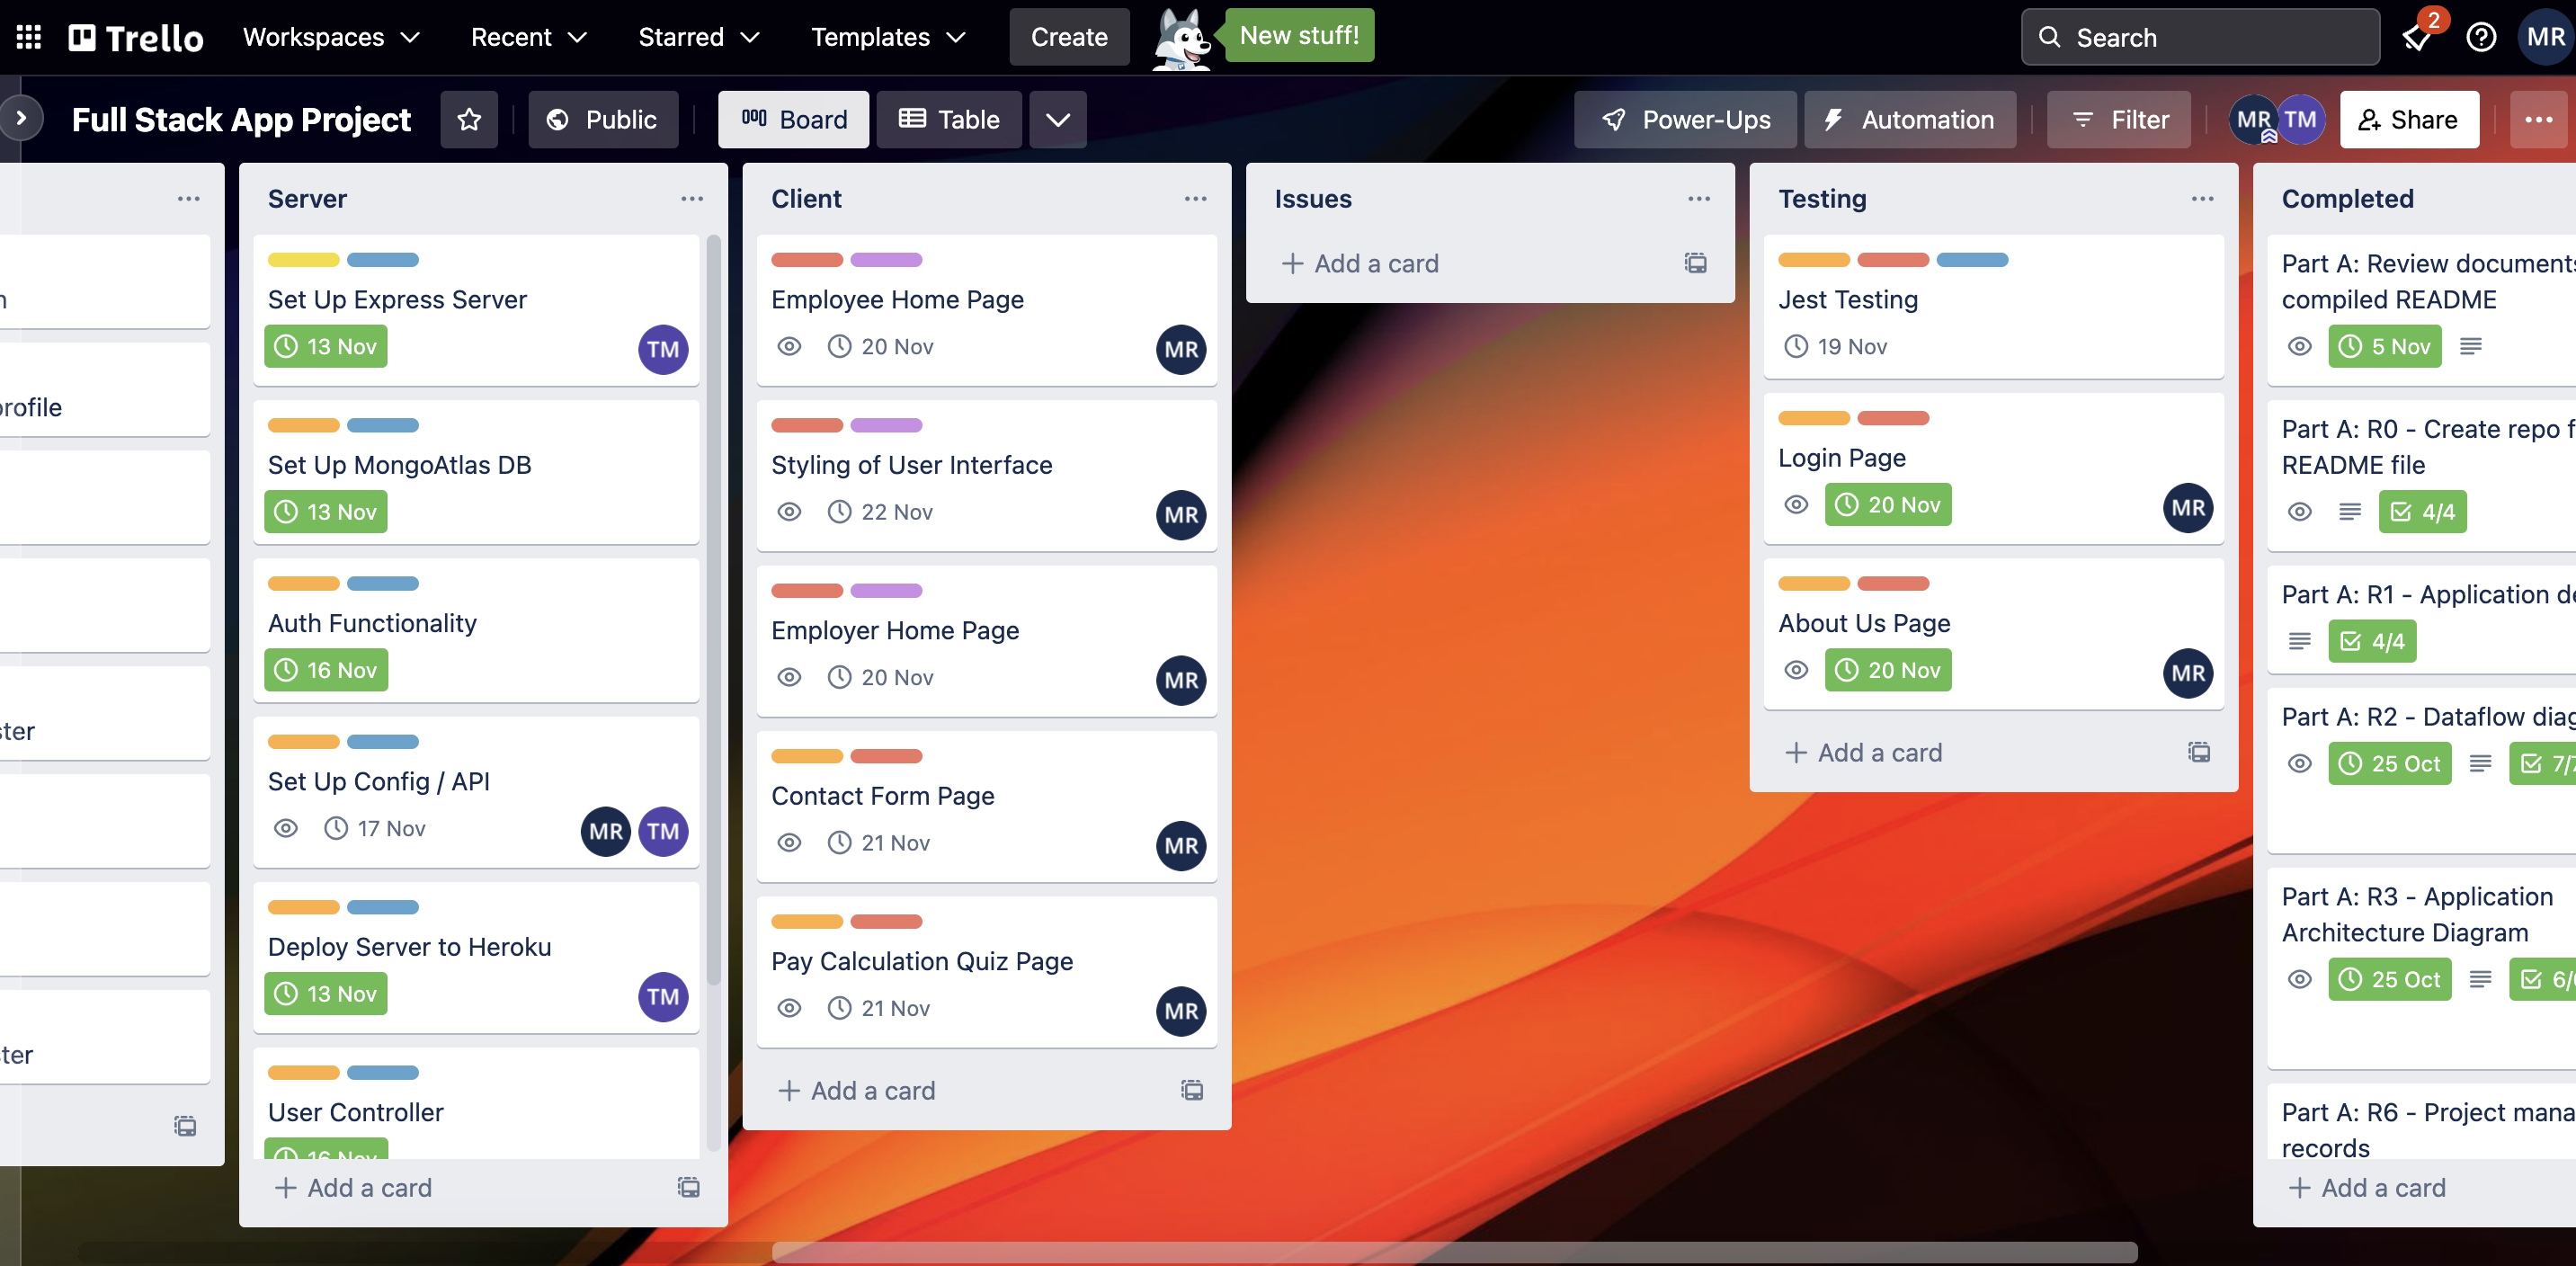 Trello
Workspaces
Recent
Starred
Templates
Create
New stuff!
Search
2
MR
Full Stack App Project
Public
Board
Table
Power-Ups
Automation
Filter
MR
TM
Share
rofile
ter
ter
Server
Set Up Express Server
13 Nov
TM
Set Up MongoAtlas DB
13 Nov
Auth Functionality
16 Nov
Set Up Config / API
17 Nov
MR
TM
Deploy Server to Heroku
13 Nov
TM
User Controller
16 Nov
+ Add a card
Client
Employee Home Page
20 Nov
MR
Styling of User Interface
22 Nov
MR
Employer Home Page
20 Nov
MR
Contact Form Page
21 Nov
MR
Pay Calculation Quiz Page
21 Nov
MR
+ Add a card
Issues
+ Add a card
Testing
Jest Testing
19 Nov
Login Page
20 Nov
MR
About Us Page
20 Nov
MR
+ Add a card
Completed
Part A: Review documents
compiled README
5 Nov
Part A: R0 - Create repo f
README file
4/4
Part A: R1 - Application de
4/4
Part A: R2 - Dataflow diag
25 Oct
7/7
Part A: R3 - Application
Architecture Diagram
25 Oct
6/
Part A: R6 - Project mana
records
+ Add a card